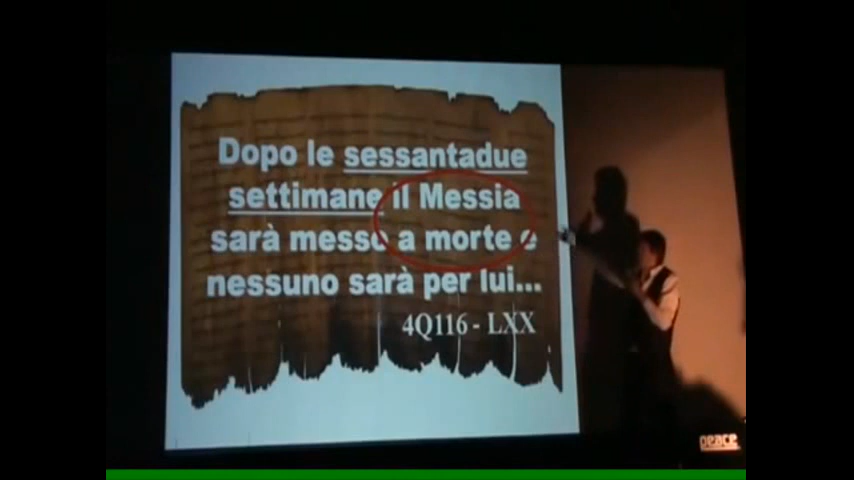 Dopo le sessantadue
settimane il Messia
sarà messo a morte e
nessuno sarà per lui...
4Q116 - LXX
peace